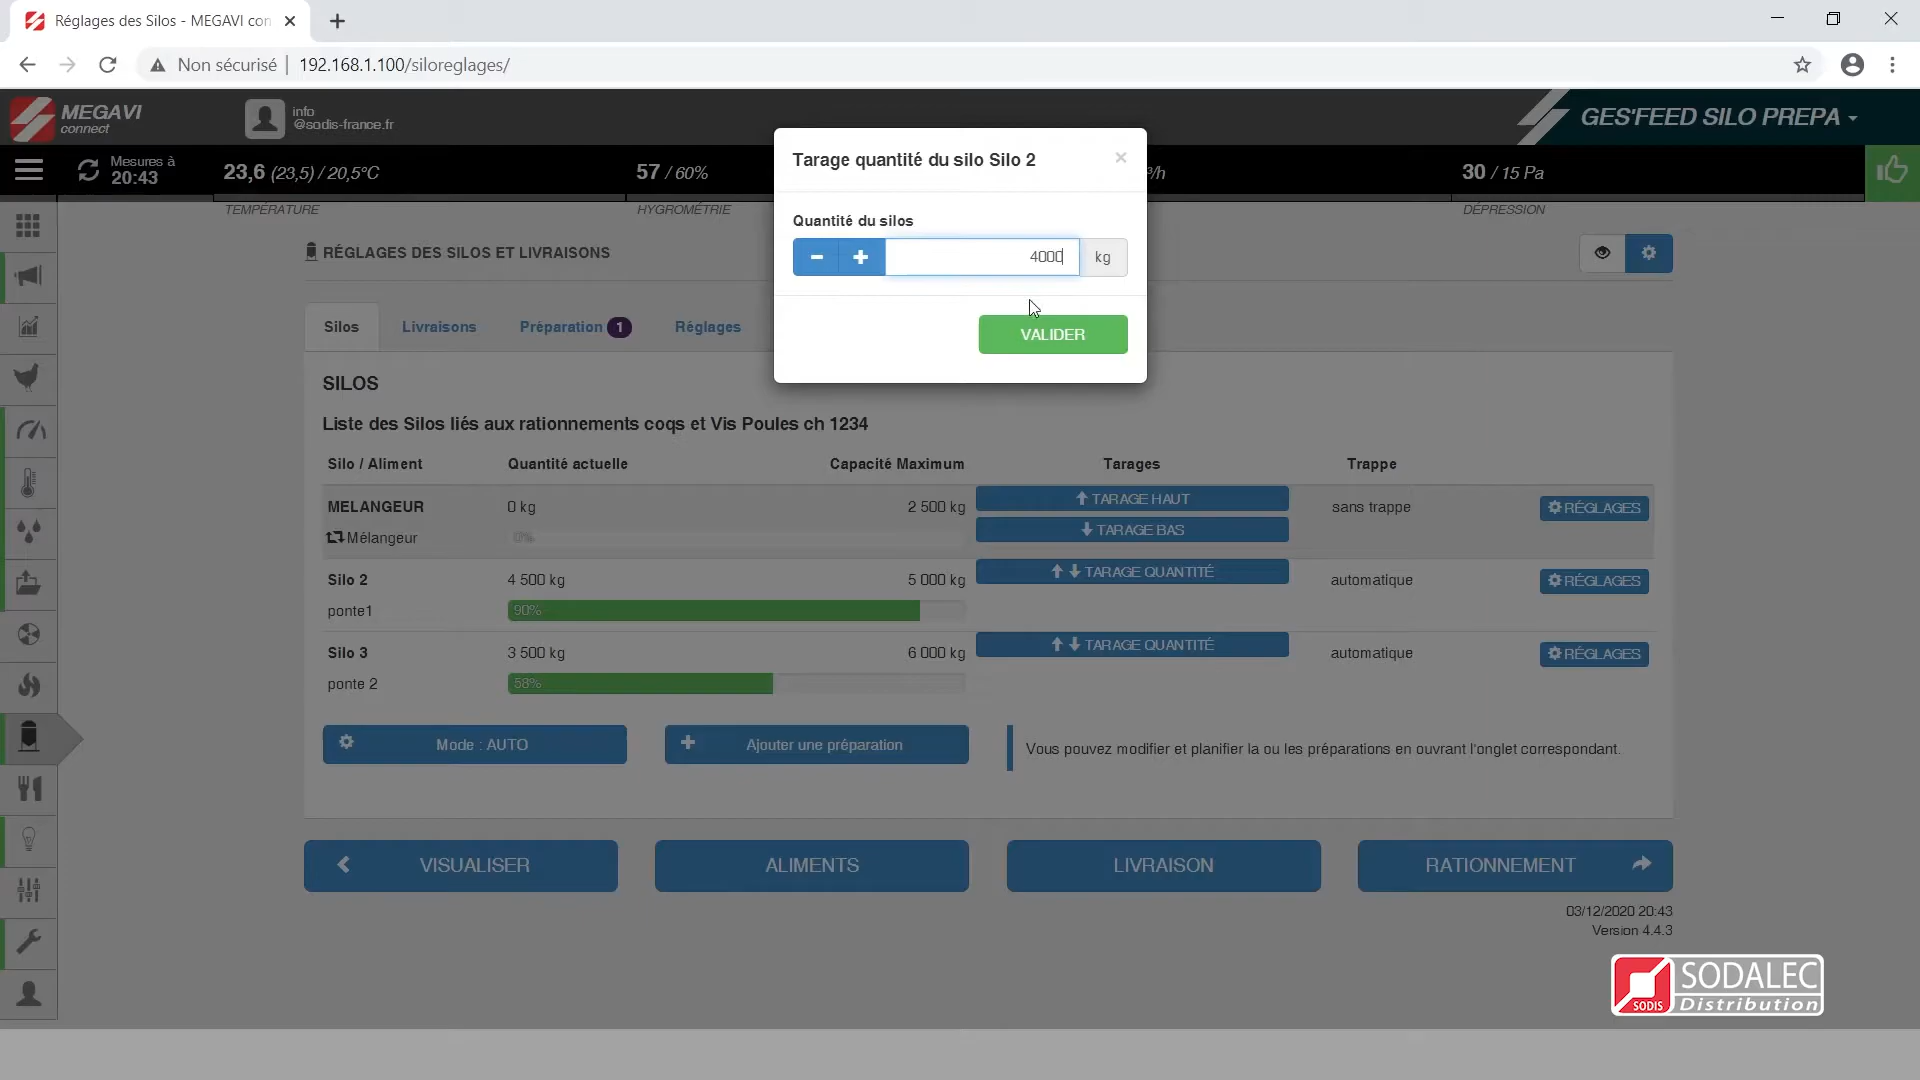 Réglages des Silos - MEGAVI con
Non sécurisé | 192.168.1.100/siloreglages/
MEGAVI
connect
info
@sodis-france.fr
GES'FEED SILO PREPA
Mesures à
20:43
23,6 (23,5) / 20,5°C
57 / 60%
³/h
30 / 15 Pa
TEMPÉRATURE
HYGROMÉTRIE
DÉPRESSION
Tarage quantité du silo Silo 2
×
Quantité du silos
4000
kg
VALIDER
RÉGLAGES DES SILOS ET LIVRAISONS
Silos
Livraisons
Préparation 1
Réglages
SILOS
Liste des Silos liés aux rationnements coqs et Vis Poules ch 1234
Silo / Aliment
Quantité actuelle
Capacité Maximum
Tarages
Trappe
MELANGEUR
0 kg
2 500 kg
TARAGE HAUT
sans trappe
RÉGLAGES
Mélangeur
0%
TARAGE BAS
Silo 2
4 500 kg
5 000 kg
TARAGE QUANTITÉ
automatique
RÉGLAGES
ponte1
90%
Silo 3
3 500 kg
6 000 kg
TARAGE QUANTITÉ
automatique
RÉGLAGES
ponte 2
58%
Mode : AUTO
Ajouter une préparation
Vous pouvez modifier et planifier la ou les préparations en ouvrant l'onglet correspondant.
VISUALISER
ALIMENTS
LIVRAISON
RATIONNEMENT
03/12/2020 20:43
Version 4.4.3
SODIS
SODALEC
Distribution